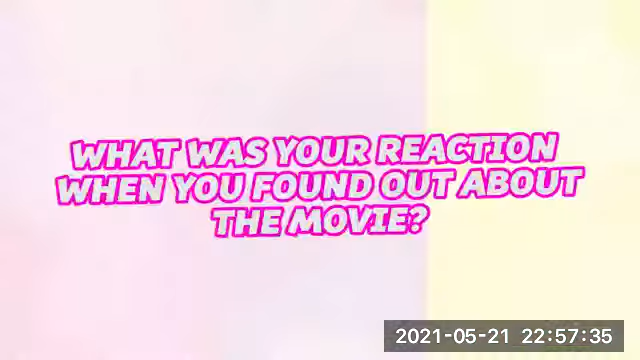 WHAT WAS YOUR REACTION
WHEN YOU FOUND OUT ABOUT
THE MOVIE?
2021-05-21 22:57:35